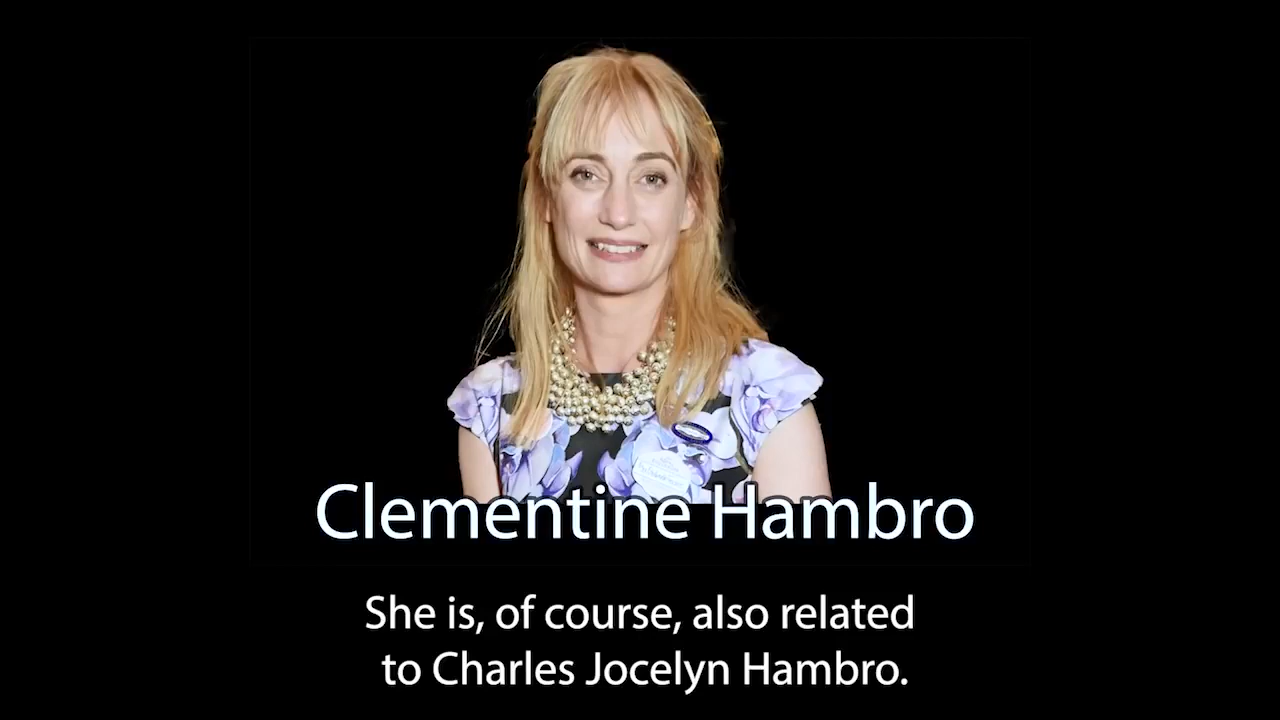 Clementine Hambro
She is, of course, also related
to Charles Jocelyn Hambro.